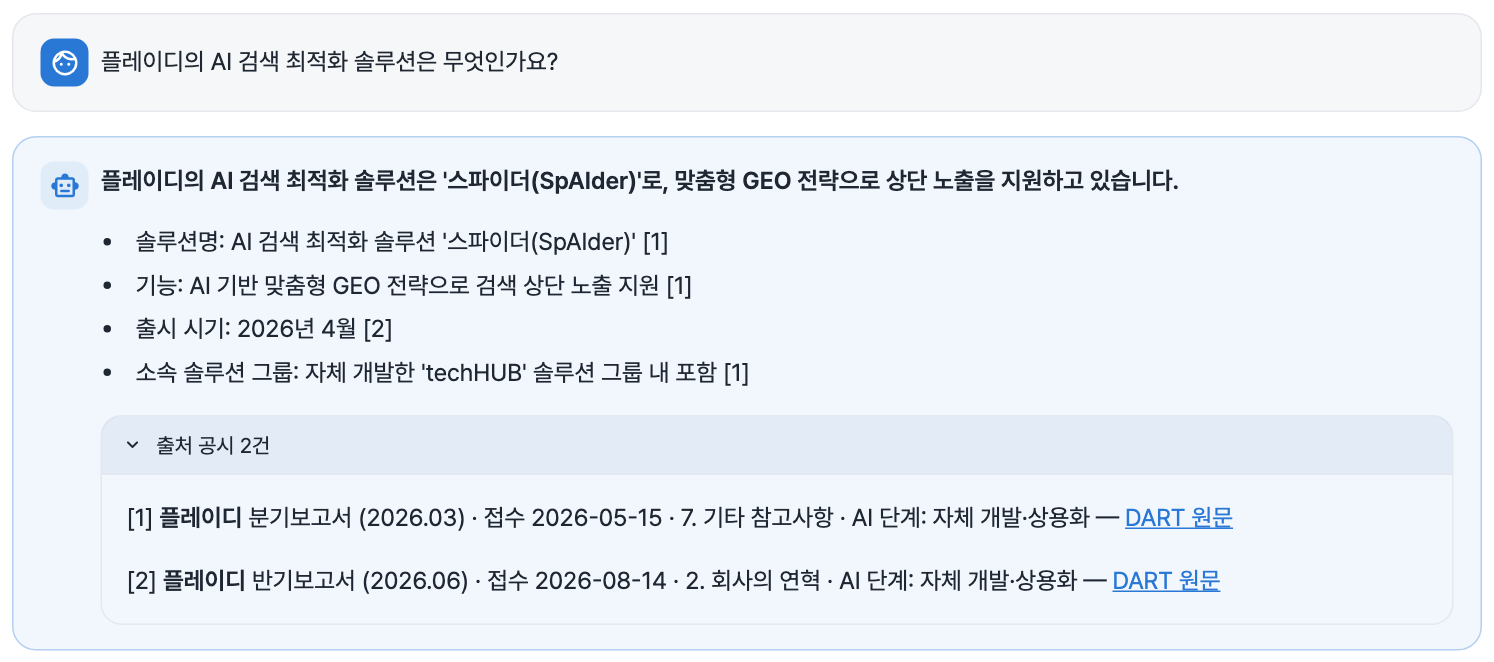 플레이디의 AI 검색 최적화 솔루션은 무엇인가요?
플레이디의 AI 검색 최적화 솔루션은 '스파이더(SpAIder)'로, 맞춤형 GEO 전략으로 상단 노출을 지원하고 있습니다.
• 솔루션명: AI 검색 최적화 솔루션 '스파이더(SpAIder)' [1]
• 기능: AI 기반 맞춤형 GEO 전략으로 검색 상단 노출 지원 [1]
• 출시 시기: 2026년 4월 [2]
• 소속 솔루션 그룹: 자체 개발한 'techHUB' 솔루션 그룹 내 포함 [1]
출처 공시 2건
[1] 플레이디 분기보고서 (2026.03) · 접수 2026-05-15 · 7. 기타 참고사항 · AI 단계: 자체 개발·상용화 — DART 원문
[2] 플레이디 반기보고서 (2026.06) · 접수 2026-08-14 · 2. 회사의 연혁 · AI 단계: 자체 개발·상용화 — DART 원문